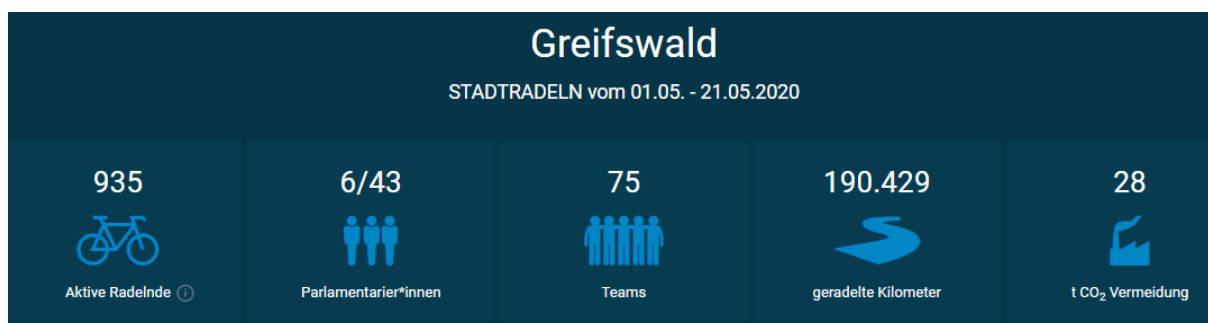 Greifswald
STADTRADELN vom 01.05. - 21.05.2020
935
6/43
75
190.429
28
Aktive Radelnde ⓘ
Parlamentarier*innen
Teams
geradelte Kilometer
t CO₂ Vermeidung